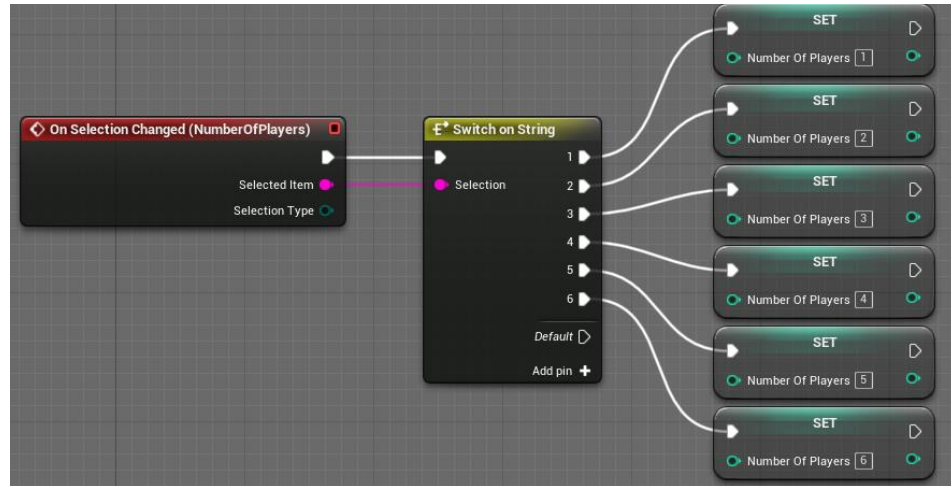 On Selection Changed (NumberOfPlayers)
Selected Item
Selection Type
Switch on String
Selection
1
2
3
4
5
6
Default
Add pin
SET
Number Of Players 1
SET
Number Of Players 2
SET
Number Of Players 3
SET
Number Of Players 4
SET
Number Of Players 5
SET
Number Of Players 6